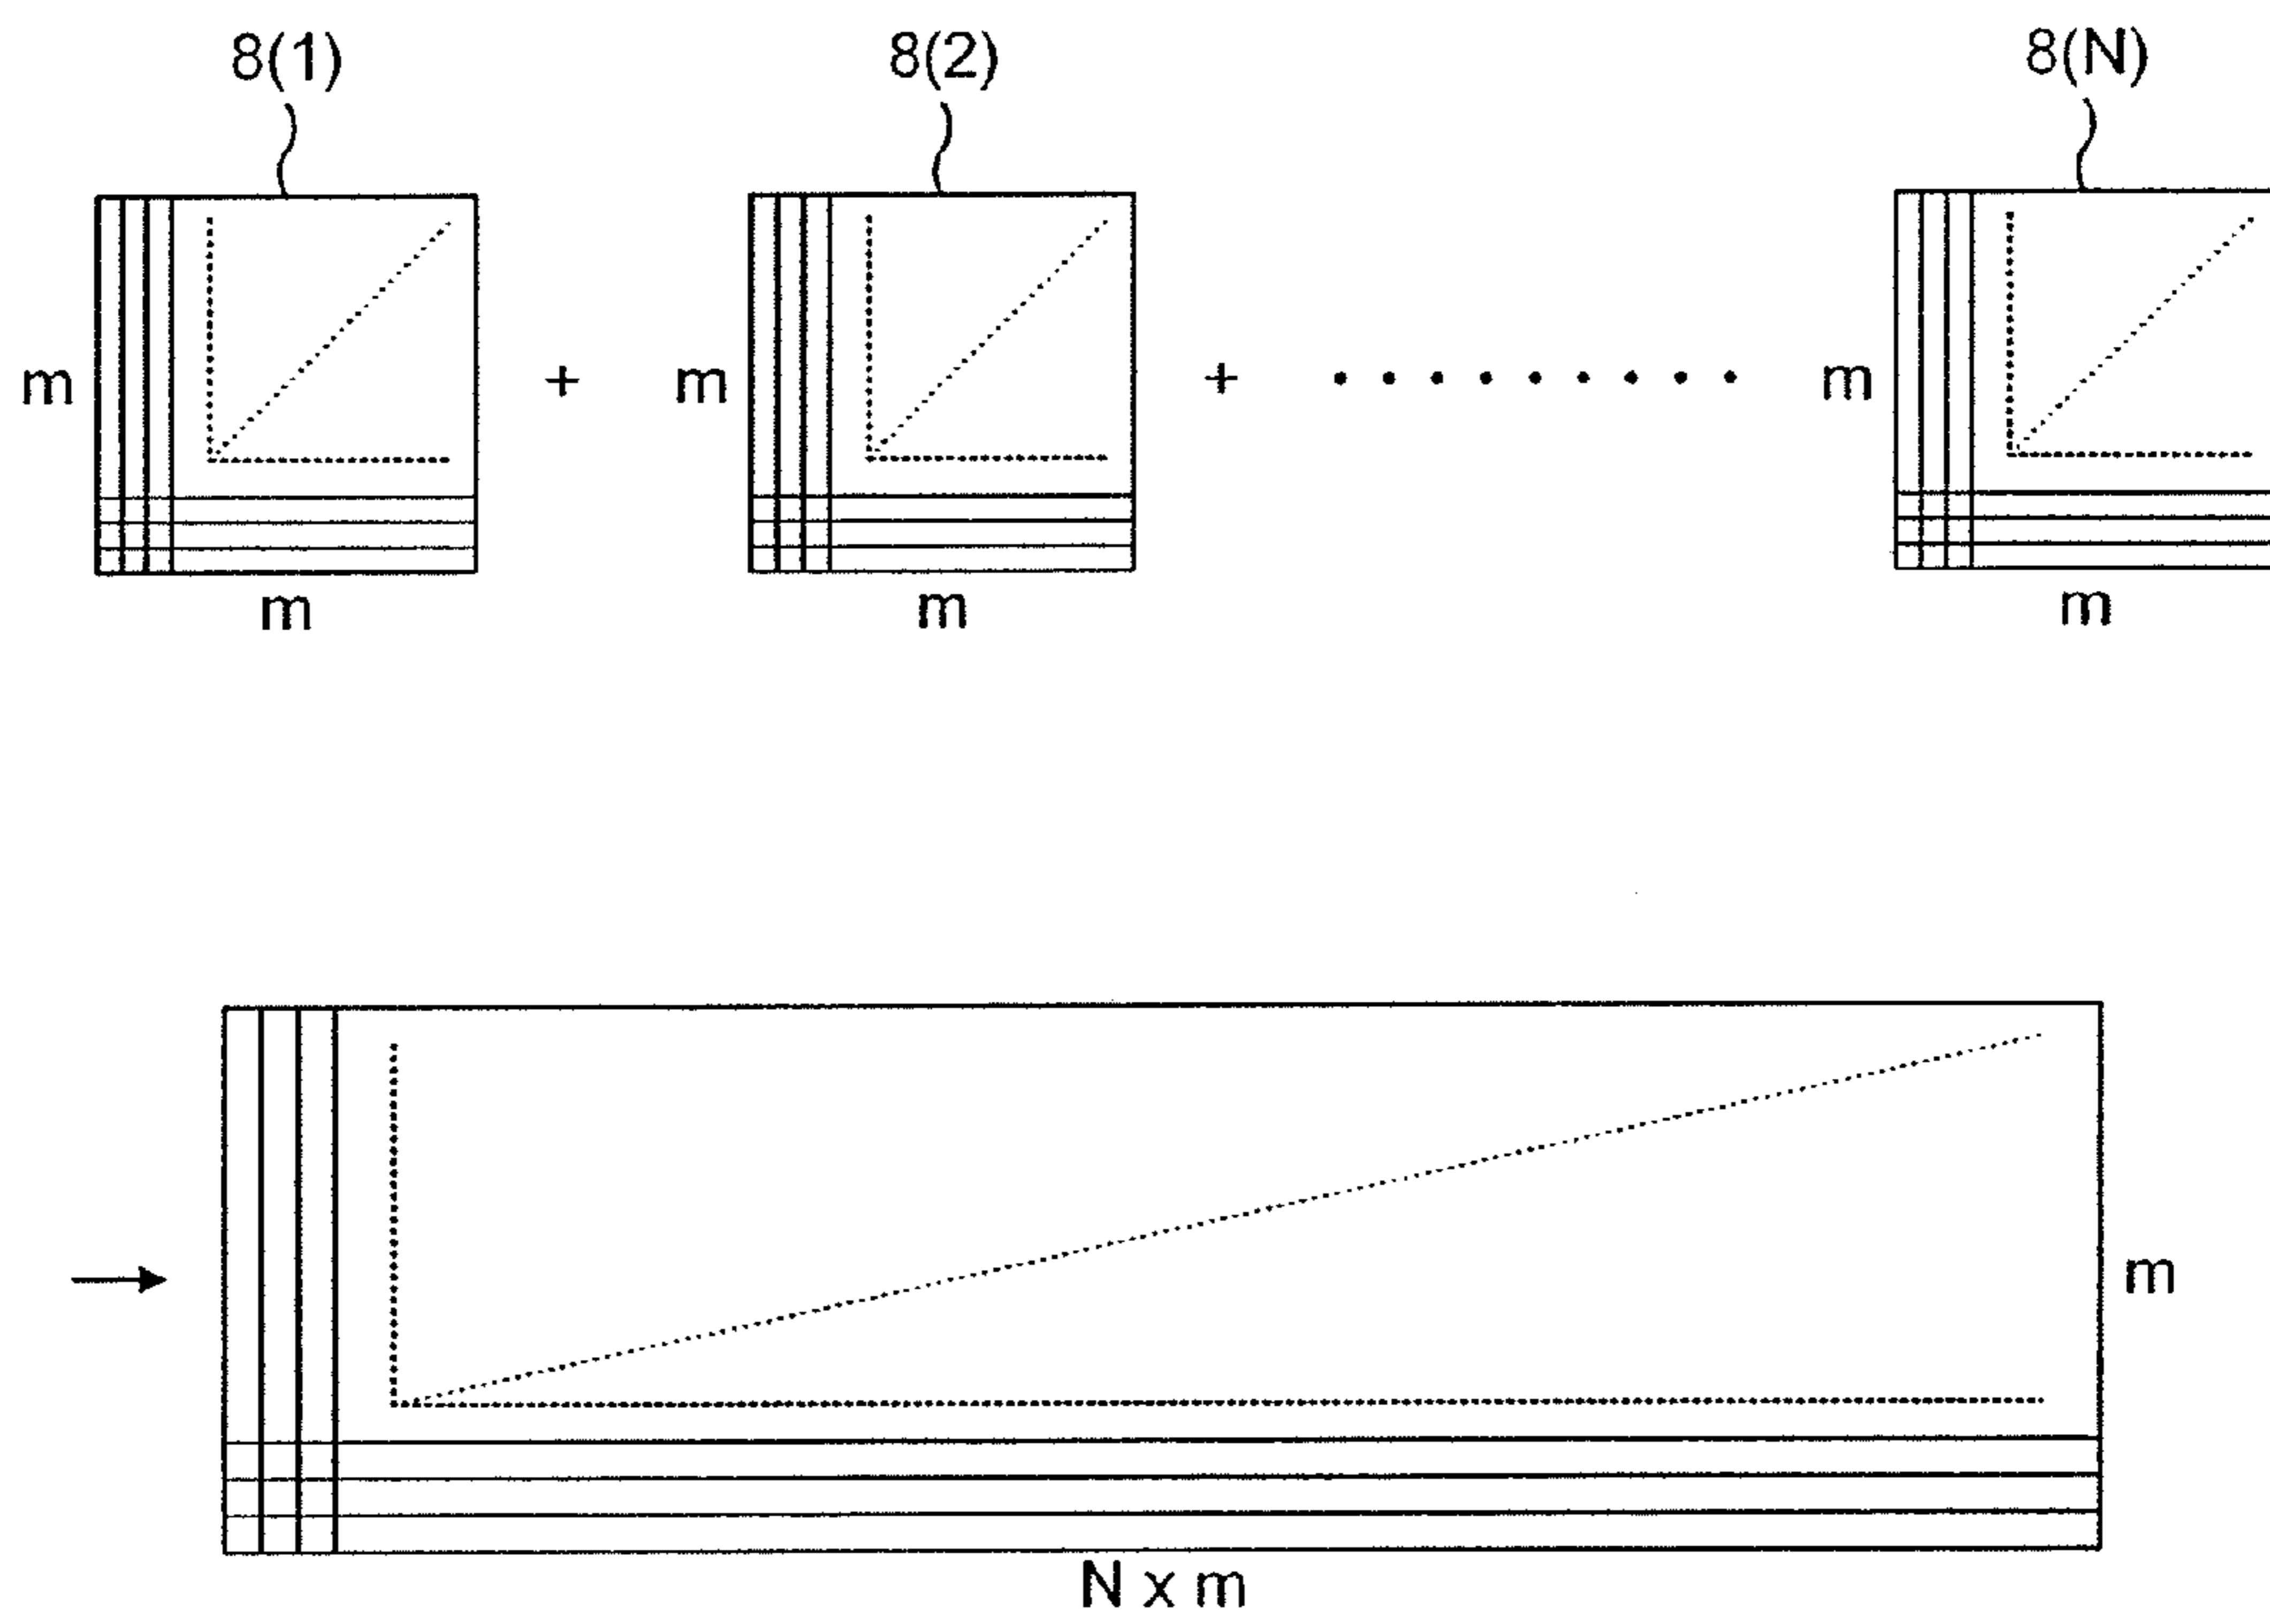 8(1) 8(2) 8(N)
m + m + ......... m
m m m
→ m
N x m